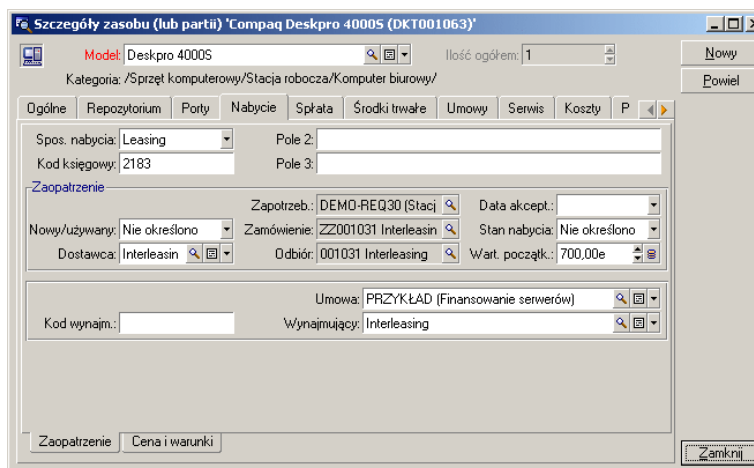 Szczegóły zasobu (lub partii) 'Compaq Deskpro 4000S (DKT001063)'
Model: Deskpro 4000S Ilość ogółem: 1 Nowy
Kategoria: /Sprzęt komputerowy/Stacja robocza/Komputer biurowy/ Powiel
Ogólne Repozytorium Porty Nabycie Spłata Środki trwałe Umowy Serwis Koszty P
Spos. nabycia: Leasing Pole 2:
Kod księgowy: 2183 Pole 3:
Zaopatrzenie
Zapotrzeb.: DEMO-REQ30 (Stacj Data akcept.:
Nowy/używany: Nie określono Zamówienie: ZZ001031 Interleasin Stan nabycia: Nie określono
Dostawca: Interleasin Odbiór: 001031 Interleasing Wart. początk.: 700,00e
Umowa: PRZYKŁAD (Finansowanie serwerów)
Kod wynajm.: Wynajmujący: Interleasing
Zaopatrzenie Cena i warunki
Zamknij